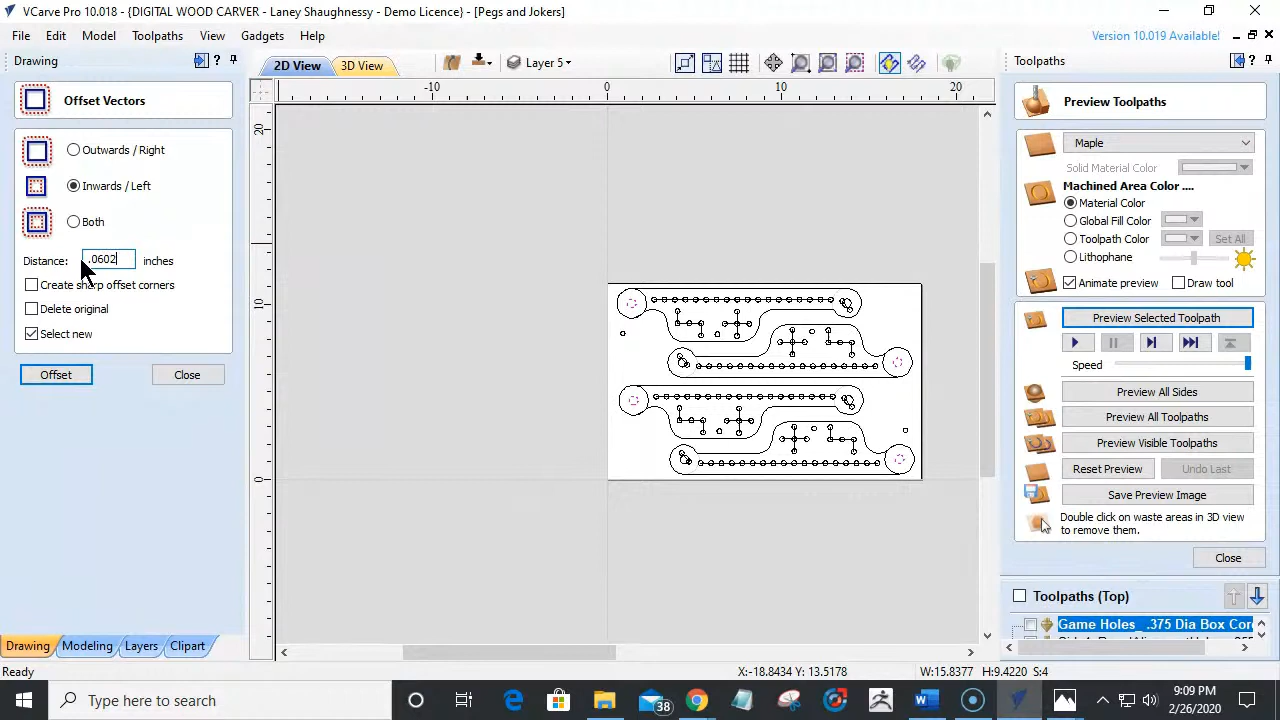 VCarve Pro 10.018 - {DIGITAL WOOD CARVER - Laney Shaughnessy - Demo Licence} - [Pegs and Jokers]
File Edit Model Toolpaths View Gadgets Help Version 10.019 Available!
Drawing
2D View
3D View
Layer 5
Toolpaths
Offset Vectors
Outwards / Right
Inwards / Left
Both
Distance: .0602 inches
Create sharp offset corners
Delete original
Select new
Offset Close
-10 0 10 20
20
10
0
Preview Toolpaths
Maple
Solid Material Color
Machined Area Color ....
Material Color
Global Fill Color
Toolpath Color Set All
Lithophane
Animate preview Draw tool
Preview Selected Toolpath
Speed
Preview All Sides
Preview All Toolpaths
Preview Visible Toolpaths
Reset Preview Undo Last
Save Preview Image
Double click on waste areas in 3D view
to remove them.
Close
Toolpaths (Top)
Game Holes _.375 Dia Box Cor
Drawing Modeling Layers Clipart
Ready X:-18.8434 Y: 13.5178 W:15.8377 H:9.4220 S:4
Type here to search
38
9:09 PM
2/26/2020